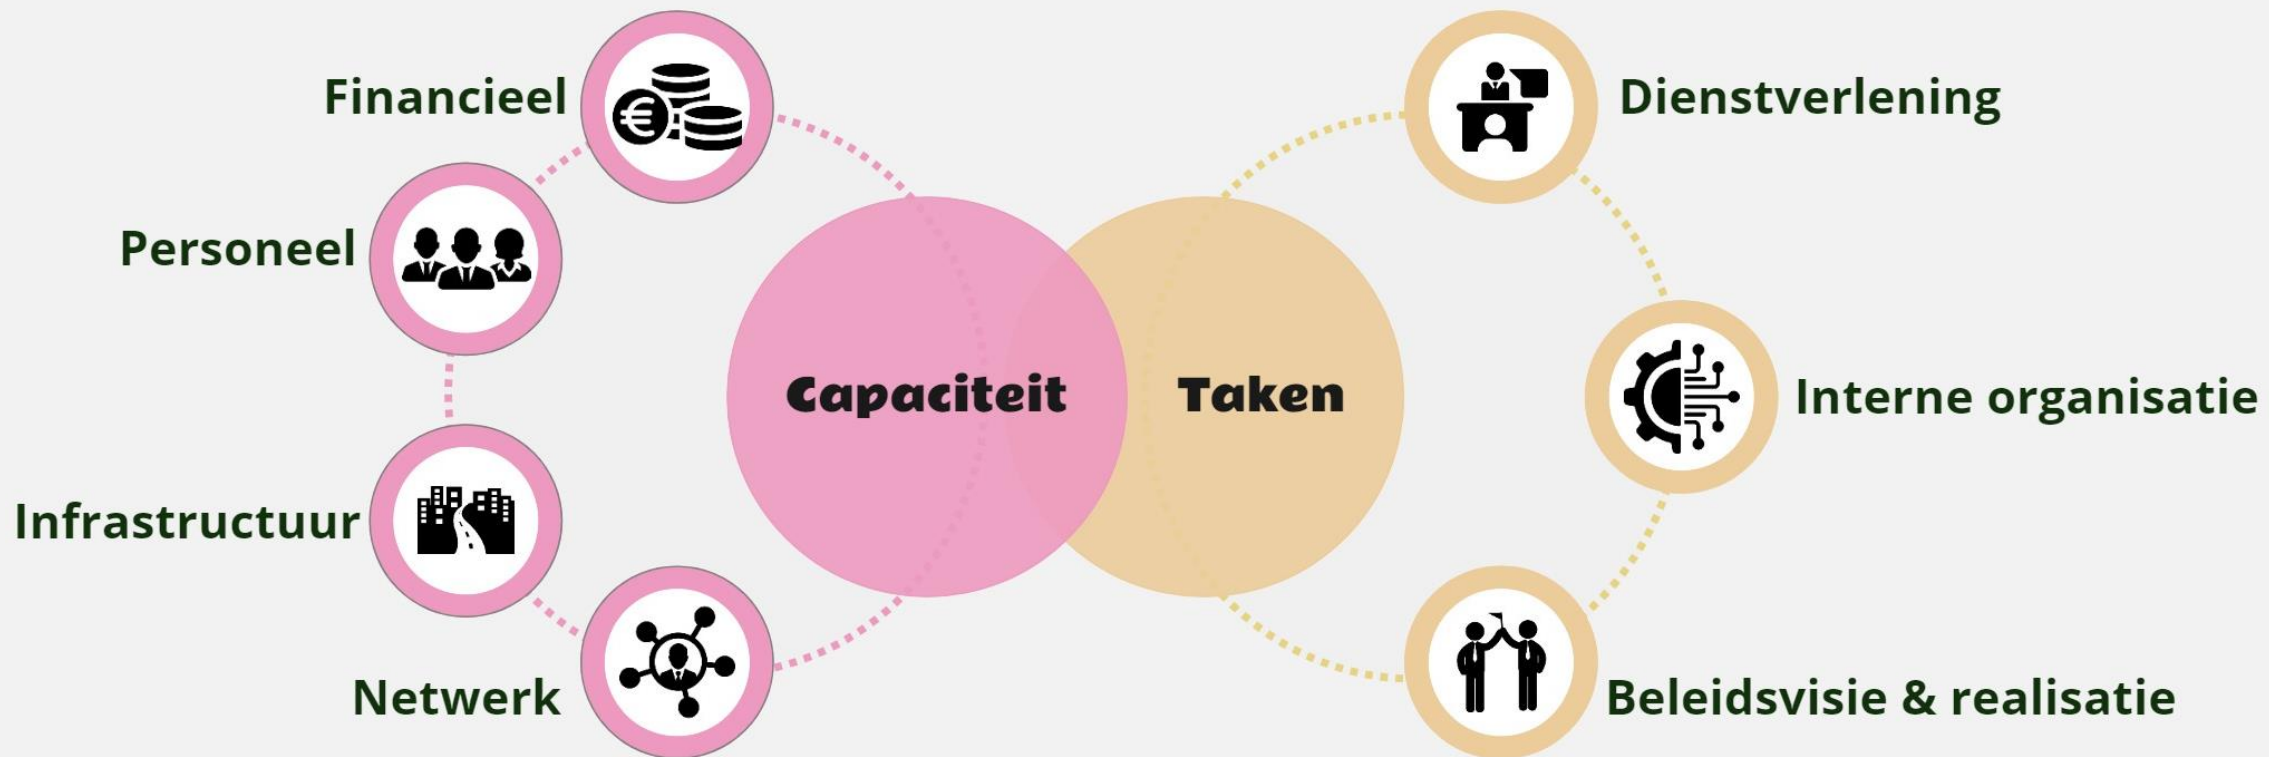 Financieel
Personeel
Infrastructuur
Netwerk
Capaciteit
Taken
Dienstverlening
Interne organisatie
Beleidsvisie & realisatie